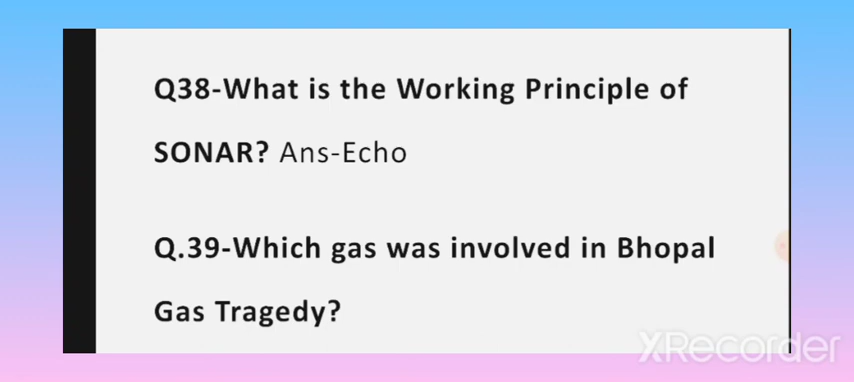 Q38-What is the Working Principle of
SONAR? Ans-Echo
Q.39-Which gas was involved in Bhopal
Gas Tragedy?
XRecorder